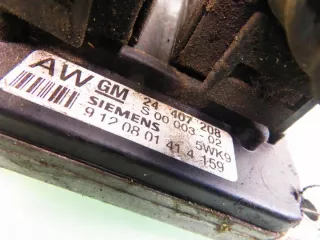 AW GM 24 407 208
S 00 003-02
SIEMENS 5WK9
9 12 08 01 41 4 159